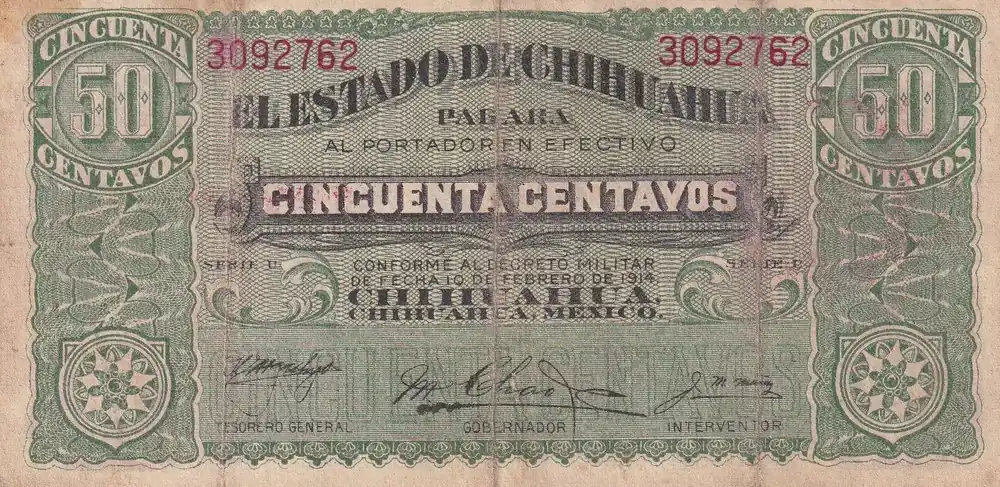 CINCUENTA
50
CENTAVOS
3092762
3092762
CINCUENTA
50
CENTAVOS
EL ESTADO DE CHIHUAHUA
PAGARA
AL PORTADOR EN EFECTIVO
CINCUENTA CENTAVOS
SERIE U
CONFORME AL DECRETO MILITAR
SERIE U
DE FECHA 10 DE FEBRERO DE 1914
CHIHUAHUA,
CHIHUAHUA, MEXICO.
TESORERO GENERAL
GOBERNADOR
INTERVENTOR